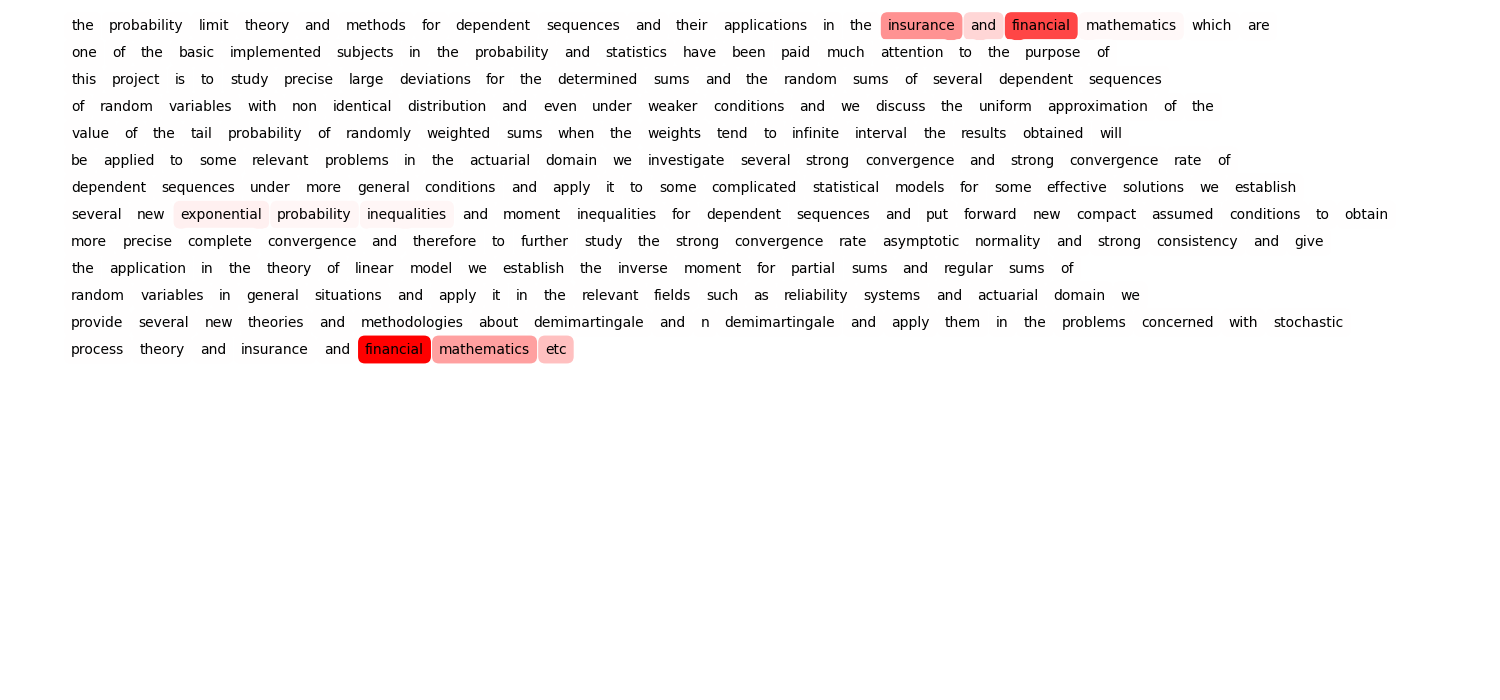 the probability limit theory and methods for dependent sequences and their applications in the insurance and financial mathematics which are
one of the basic implemented subjects in the probability and statistics have been paid much attention to the purpose of
this project is to study precise large deviations for the determined sums and the random sums of several dependent sequences
of random variables with non identical distribution and even under weaker conditions and we discuss the uniform approximation of the
value of the tail probability of randomly weighted sums when the weights tend to infinite interval the results obtained will
be applied to some relevant problems in the actuarial domain we investigate several strong convergence and strong convergence rate of
dependent sequences under more general conditions and apply it to some complicated statistical models for some effective solutions we establish
several new exponential probability inequalities and moment inequalities for dependent sequences and put forward new compact assumed conditions to obtain
more precise complete convergence and therefore to further study the strong convergence rate asymptotic normality and strong consistency and give
the application in the theory of linear model we establish the inverse moment for partial sums and regular sums of
random variables in general situations and apply it in the relevant fields such as reliability systems and actuarial domain we
provide several new theories and methodologies about demimartingale and n demimartingale and apply them in the problems concerned with stochastic
process theory and insurance and financial mathematics etc